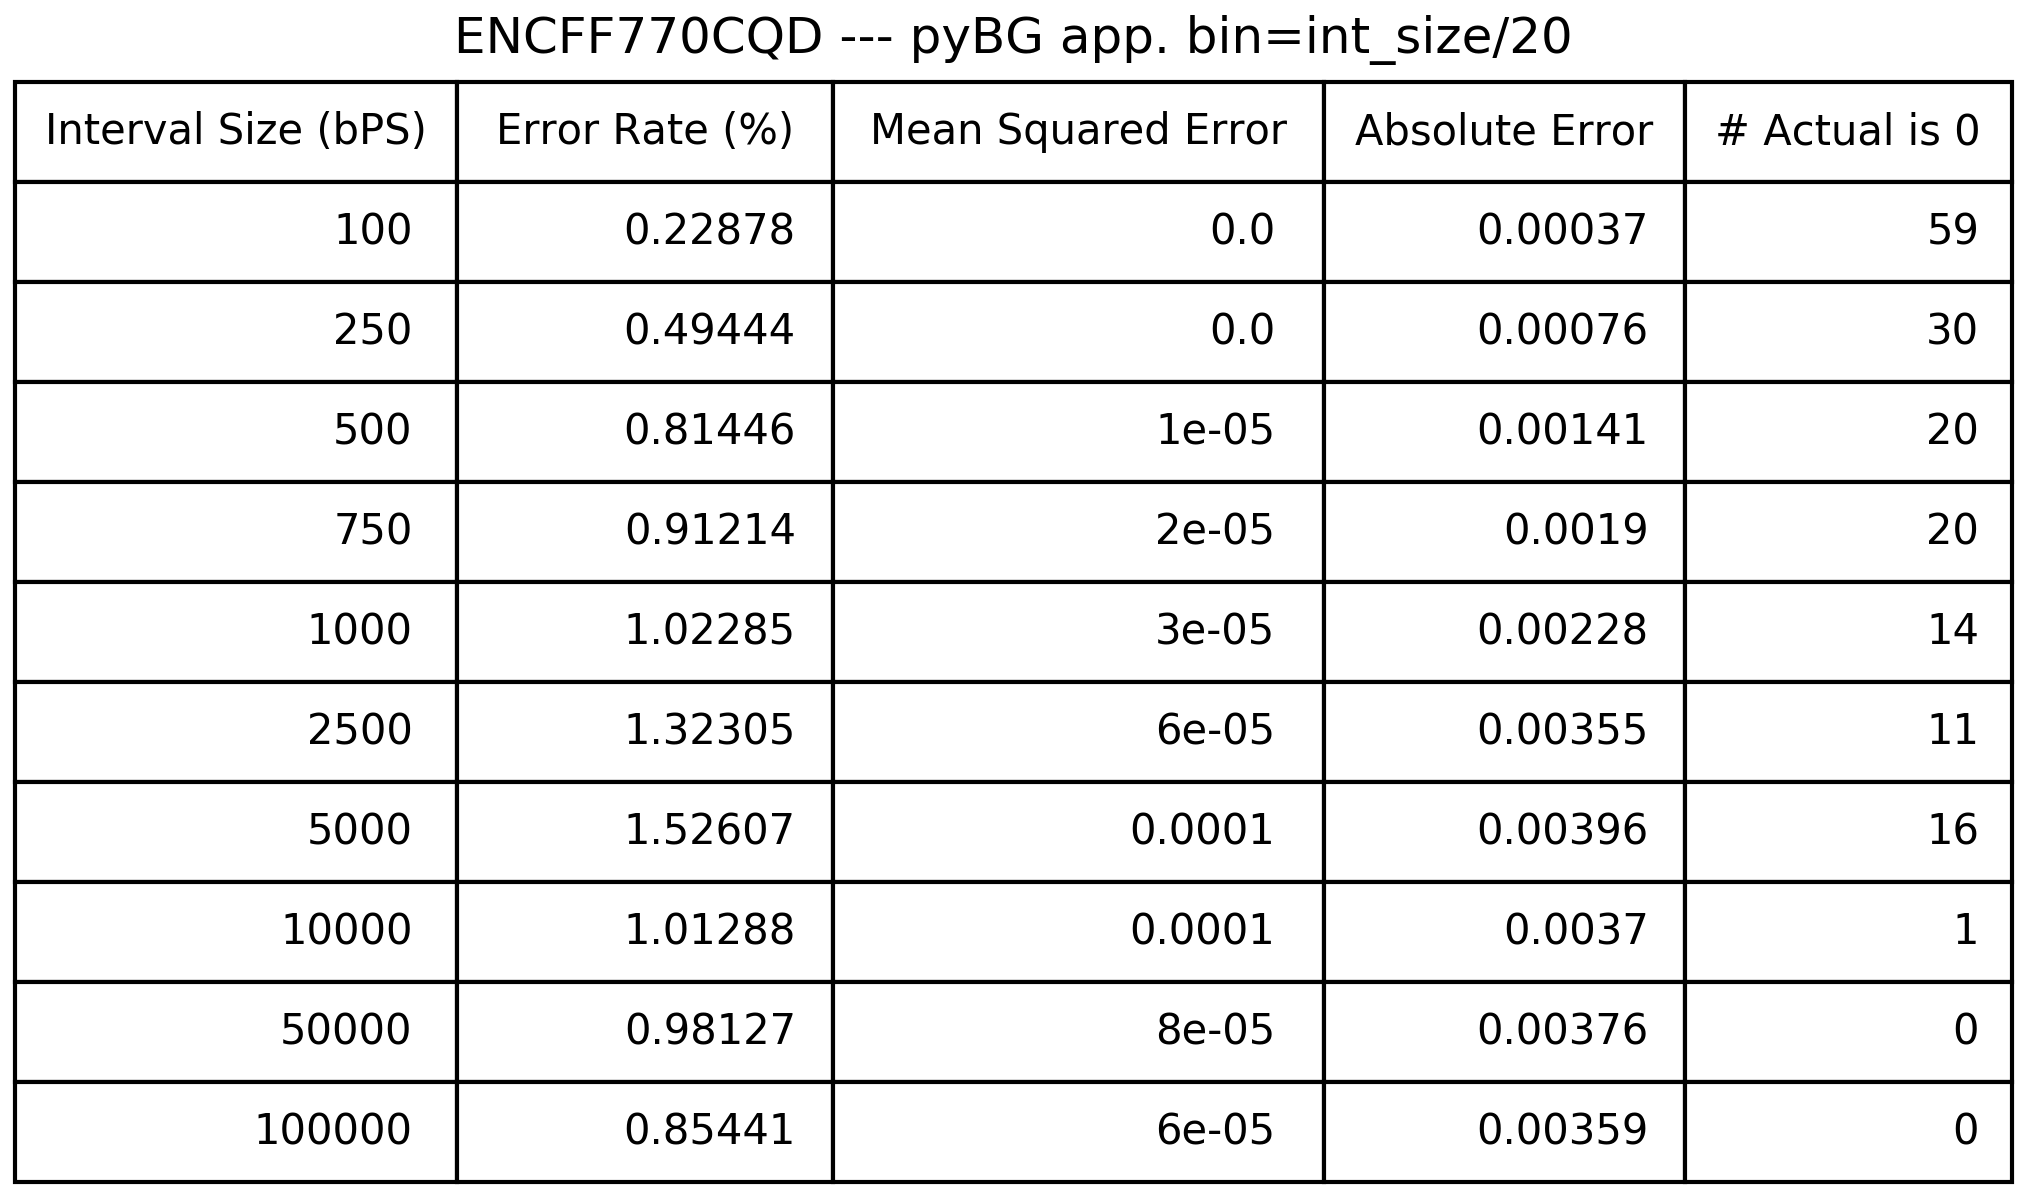 ENCFF770CQD --- pyBG app. bin=int_size/20
Interval Size (bPS) Error Rate (%) Mean Squared Error Absolute Error # Actual is 0
100 0.22878 0.0 0.00037 59
250 0.49444 0.0 0.00076 30
500 0.81446 1e-05 0.00141 20
750 0.91214 2e-05 0.0019 20
1000 1.02285 3e-05 0.00228 14
2500 1.32305 6e-05 0.00355 11
5000 1.52607 0.0001 0.00396 16
10000 1.01288 0.0001 0.0037 1
50000 0.98127 8e-05 0.00376 0
100000 0.85441 6e-05 0.00359 0